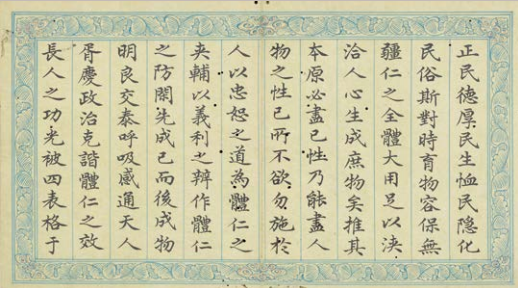 正民德厚民生恤民隐化
民俗斯對時育物容保無
疆仁之全體大用足以浹
洽人心生成庶物矣推其
本原必盡已性乃能盡人
物之性已所不欲勿施於
人以忠恕之道為體仁之
夾輔以義利之辨作體仁
之防閑先成已而後成物
明良交泰呼吸感通天人
胥慶政治克諧體仁之效
長人之功光被四表格于